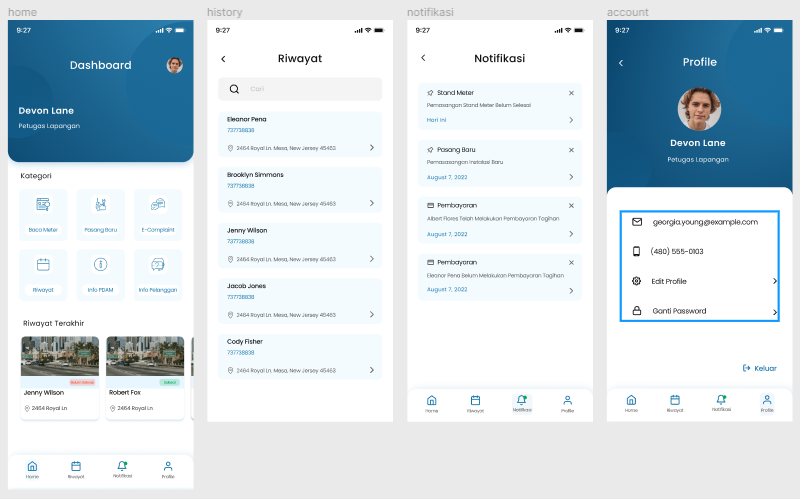 home
9:27
Dashboard
Devon Lane
Petugas Lapangan
Kategori
Baca Meter
Pasang Baru
E-Complaint
Riwayat
Info PDAM
Info Pelanggan
Riwayat Terakhir
Jenny Wilson
2464 Royal Ln
Robert Fox
2464 Royal Ln
Home
Riwayat
Notifikasi
Profile
history
9:27
Riwayat
Cari
Eleanor Pena
737738838
2464 Royal Ln. Mesa, New Jersey 45463
Brooklyn Simmons
737738838
2464 Royal Ln. Mesa, New Jersey 45463
Jenny Wilson
737738838
2464 Royal Ln. Mesa, New Jersey 45463
Jacob Jones
737738838
2464 Royal Ln. Mesa, New Jersey 45463
Cody Fisher
737738838
2464 Royal Ln. Mesa, New Jersey 45463
notifikasi
9:27
Notifikasi
Stand Meter
Pemasangan Stand Meter Belum Selesai
Hari Ini
Pasang Baru
Pemasasangan Instalasi Baru
August 7, 2022
Pembayaran
Albert Flores Telah Melakukan Pembayaran Tagihan
August 7, 2022
Pembayaran
Eleanor Pena Belum Melakukan Pembayaran Tagihan
August 7, 2022
Home
Riwayat
Notifikasi
Profile
account
9:27
Profile
Devon Lane
Petugas Lapangan
georgia.young@example.com
(480) 555-0103
Edit Profile
Ganti Password
Keluar
Home
Riwayat
Notifikasi
Profile